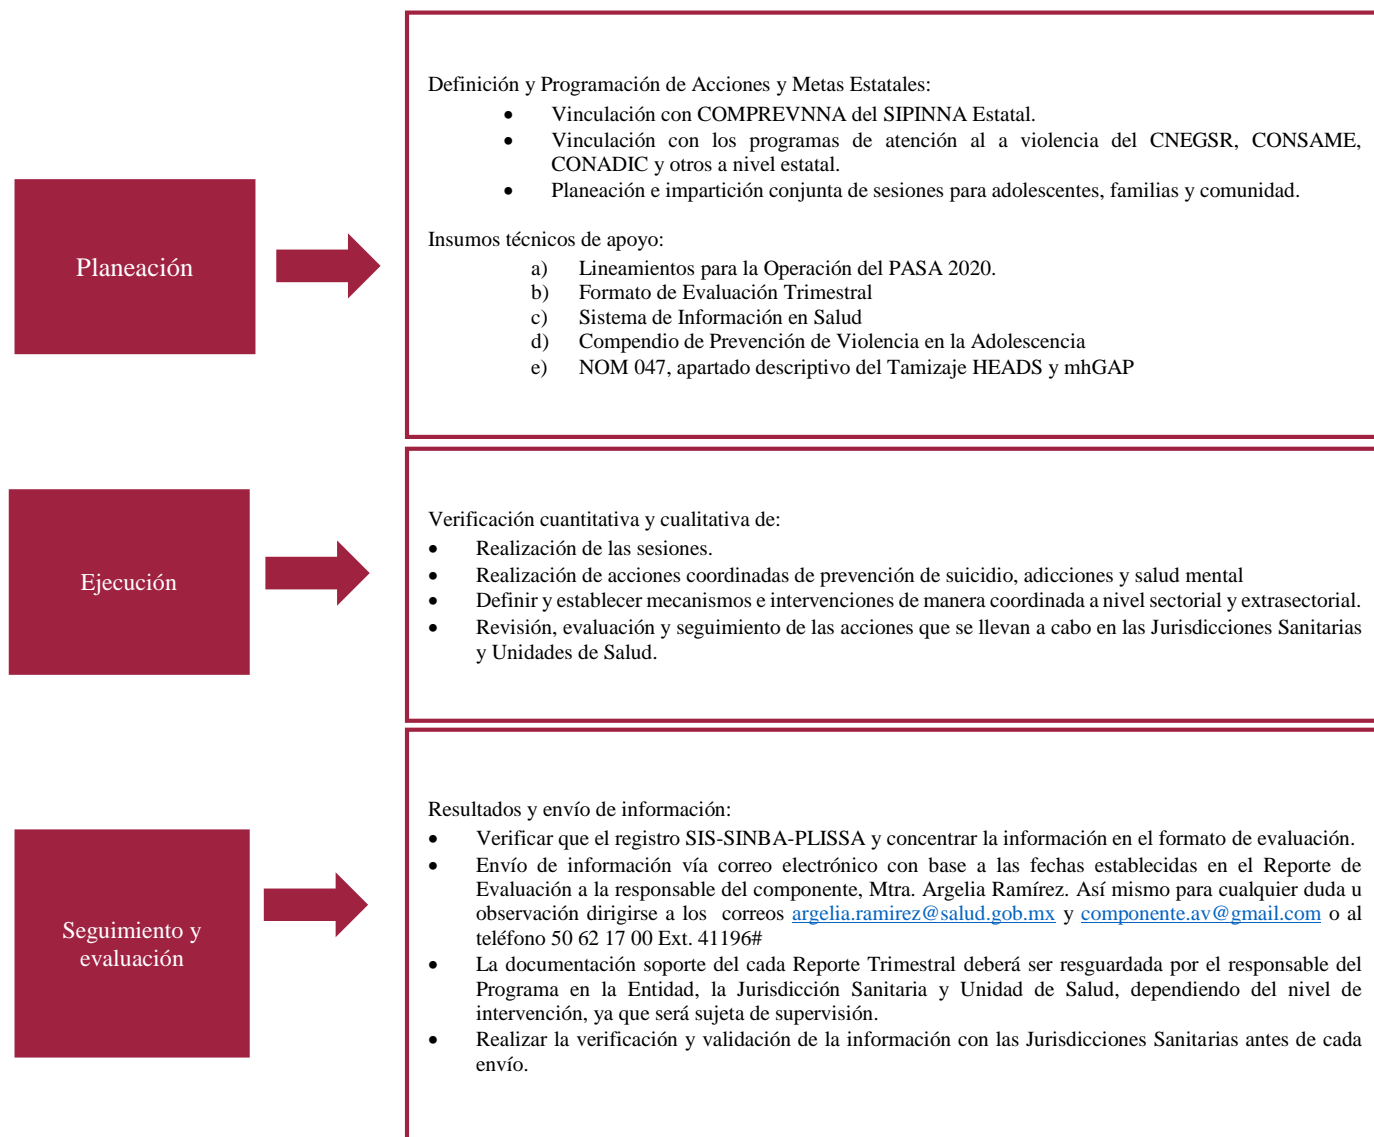 Planeación
Definición y Programación de Acciones y Metas Estatales:
• Vinculación con COMPREVNNA del SIPINNA Estatal.
• Vinculación con los programas de atención al a violencia del CNEGSR, CONSAME,
CONADIC y otros a nivel estatal.
• Planeación e impartición conjunta de sesiones para adolescentes, familias y comunidad.
Insumos técnicos de apoyo:
a) Lineamientos para la Operación del PASA 2020.
b) Formato de Evaluación Trimestral
c) Sistema de Información en Salud
d) Compendio de Prevención de Violencia en la Adolescencia
e) NOM 047, apartado descriptivo del Tamizaje HEADS y mhGAP
Ejecución
Verificación cuantitativa y cualitativa de:
• Realización de las sesiones.
• Realización de acciones coordinadas de prevención de suicidio, adicciones y salud mental
• Definir y establecer mecanismos e intervenciones de manera coordinada a nivel sectorial y extrasectorial.
• Revisión, evaluación y seguimiento de las acciones que se llevan a cabo en las Jurisdicciones Sanitarias
y Unidades de Salud.
Seguimiento y
evaluación
Resultados y envío de información:
• Verificar que el registro SIS-SINBA-PLISSA y concentrar la información en el formato de evaluación.
• Envío de información vía correo electrónico con base a las fechas establecidas en el Reporte de
Evaluación a la responsable del componente, Mtra. Argelia Ramírez. Así mismo para cualquier duda u
observación dirigirse a los correos argelia.ramirez@salud.gob.mx y componente.av@gmail.com o al
teléfono 50 62 17 00 Ext. 41196#
• La documentación soporte del cada Reporte Trimestral deberá ser resguardada por el responsable del
Programa en la Entidad, la Jurisdicción Sanitaria y Unidad de Salud, dependiendo del nivel de
intervención, ya que será sujeta de supervisión.
• Realizar la verificación y validación de la información con las Jurisdicciones Sanitarias antes de cada
envío.